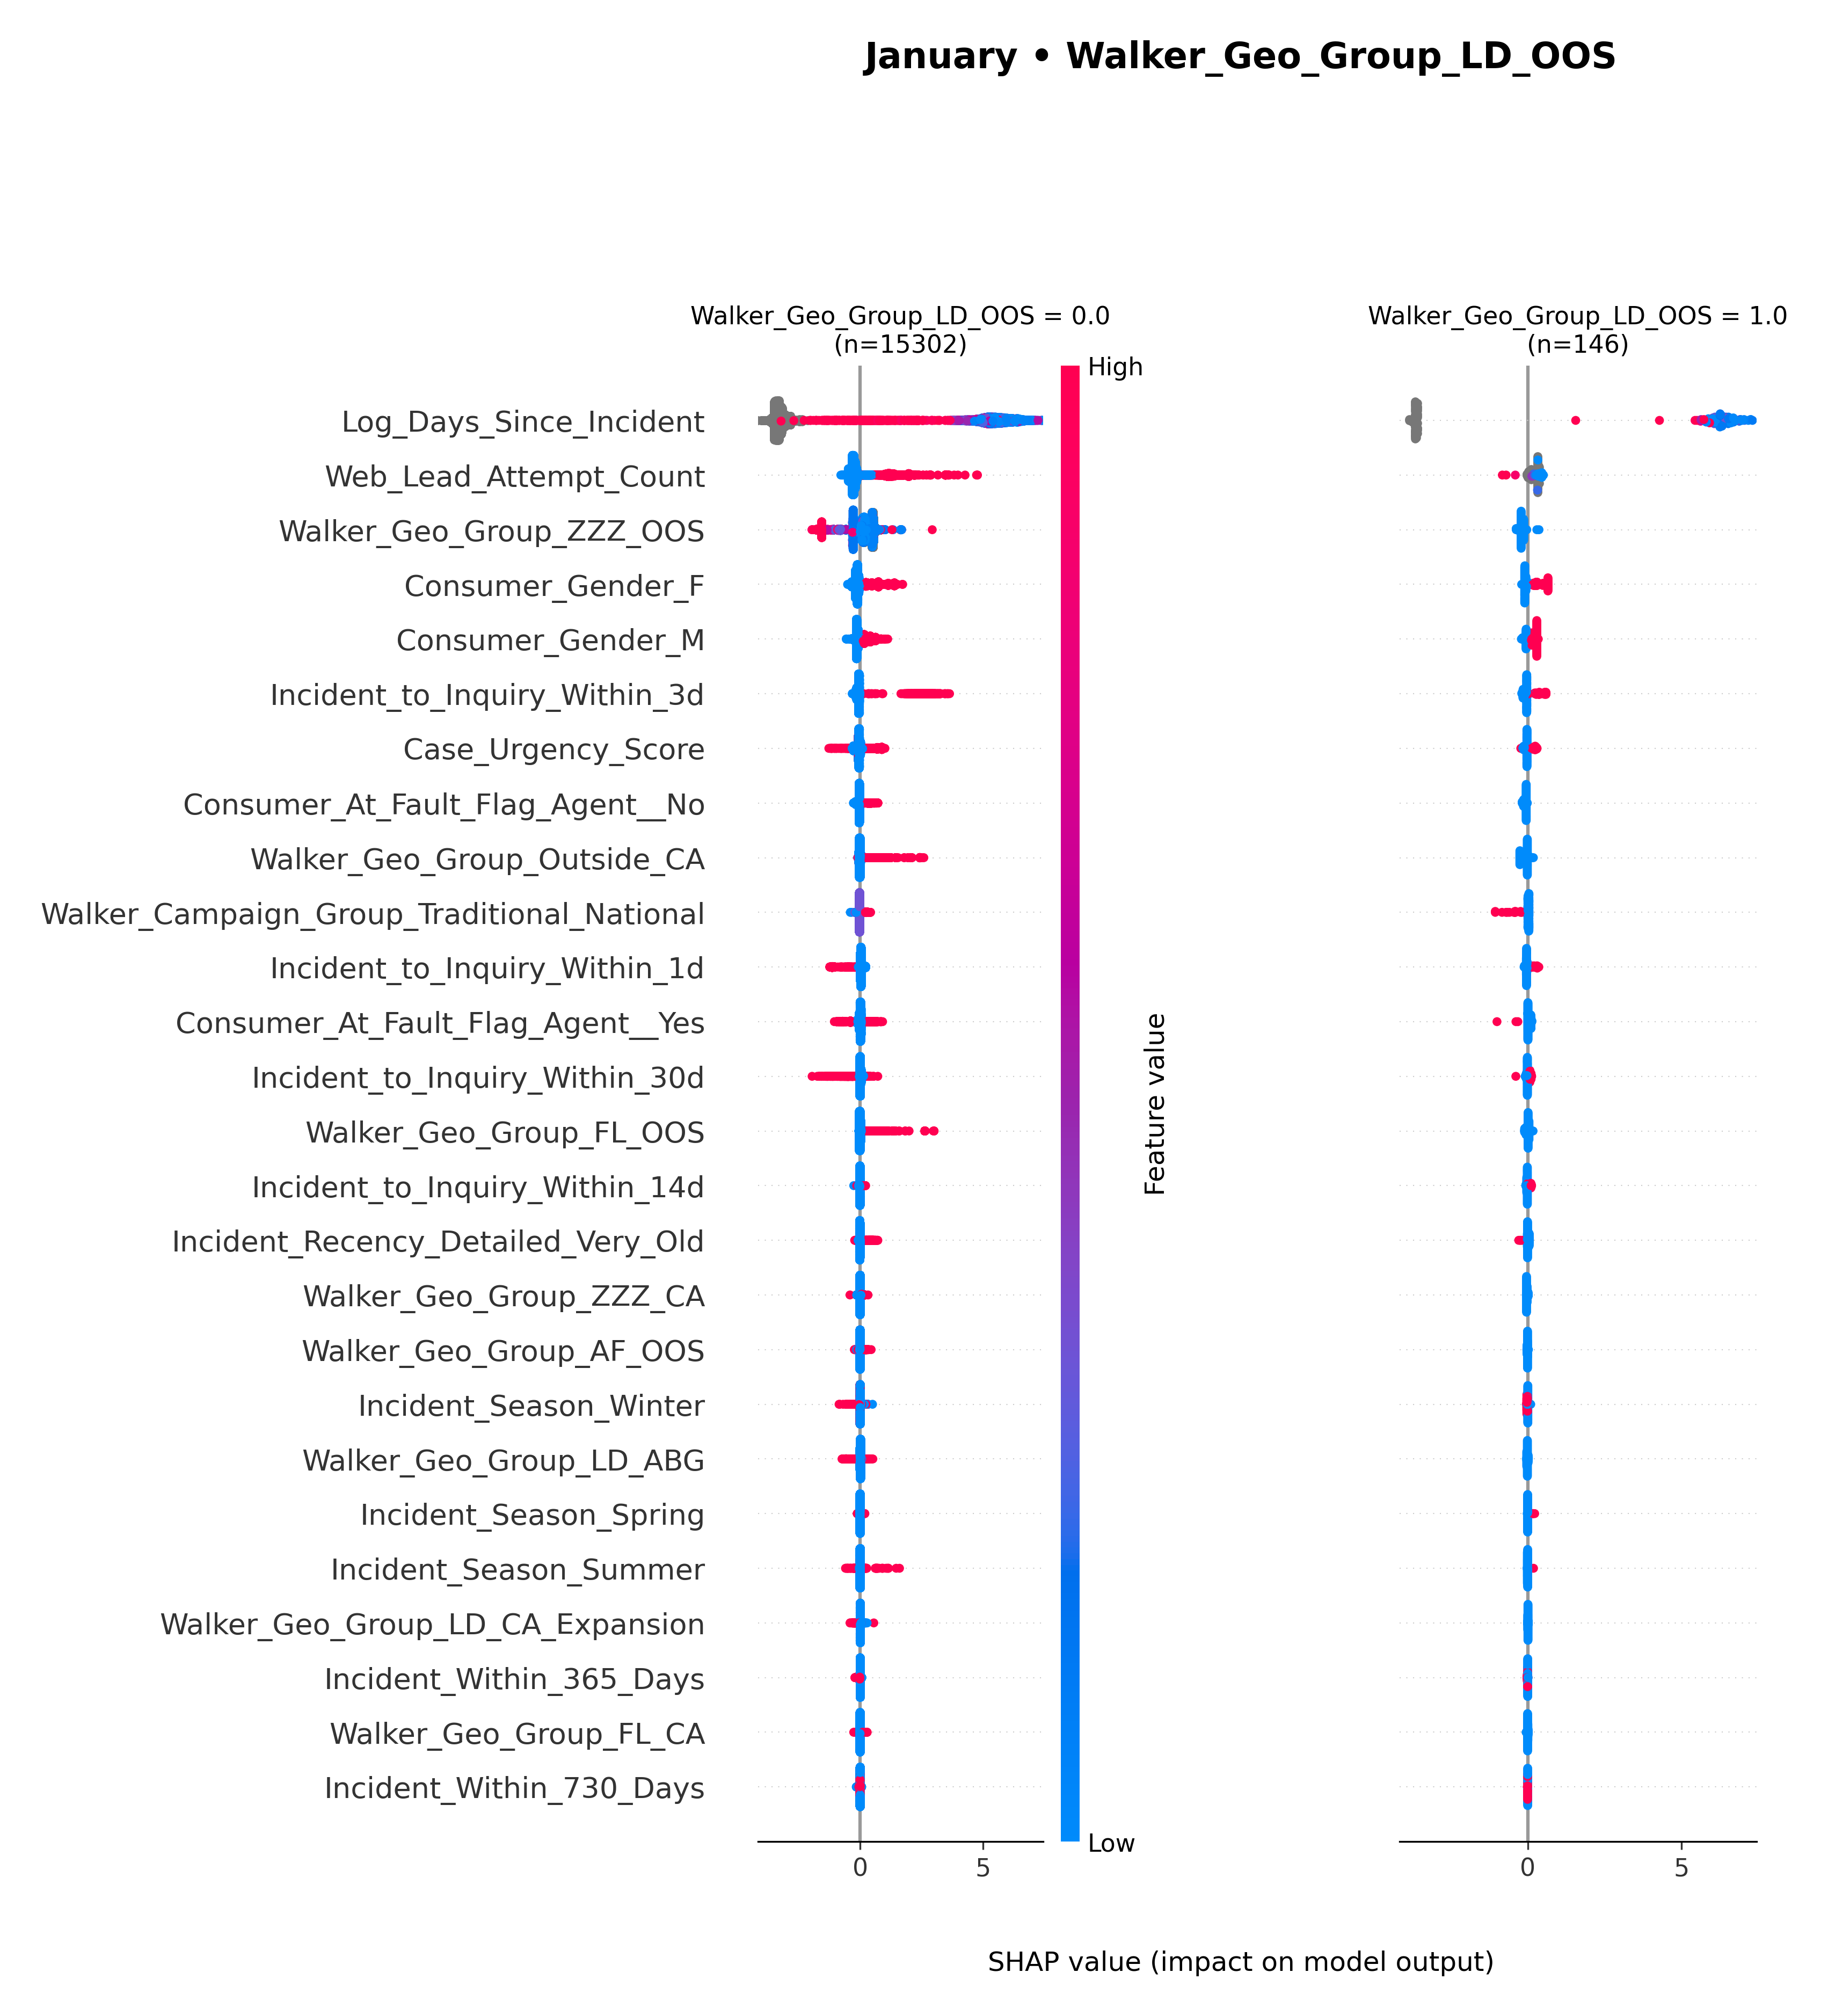 January • Walker_Geo_Group_LD_OOS
Walker_Geo_Group_LD_OOS = 0.0
(n=15302)
Walker_Geo_Group_LD_OOS = 1.0
(n=146)
High
Log_Days_Since_Incident
Web_Lead_Attempt_Count
Walker_Geo_Group_ZZZ_OOS
Consumer_Gender_F
Consumer_Gender_M
Incident_to_Inquiry_Within_3d
Case_Urgency_Score
Consumer_At_Fault_Flag_Agent__No
Walker_Geo_Group_Outside_CA
Walker_Campaign_Group_Traditional_National
Incident_to_Inquiry_Within_1d
Consumer_At_Fault_Flag_Agent__Yes
Incident_to_Inquiry_Within_30d
Walker_Geo_Group_FL_OOS
Incident_to_Inquiry_Within_14d
Incident_Recency_Detailed_Very_Old
Walker_Geo_Group_ZZZ_CA
Walker_Geo_Group_AF_OOS
Incident_Season_Winter
Walker_Geo_Group_LD_ABG
Incident_Season_Spring
Incident_Season_Summer
Walker_Geo_Group_LD_CA_Expansion
Incident_Within_365_Days
Walker_Geo_Group_FL_CA
Incident_Within_730_Days
Feature value
Low
0 5
0 5
SHAP value (impact on model output)